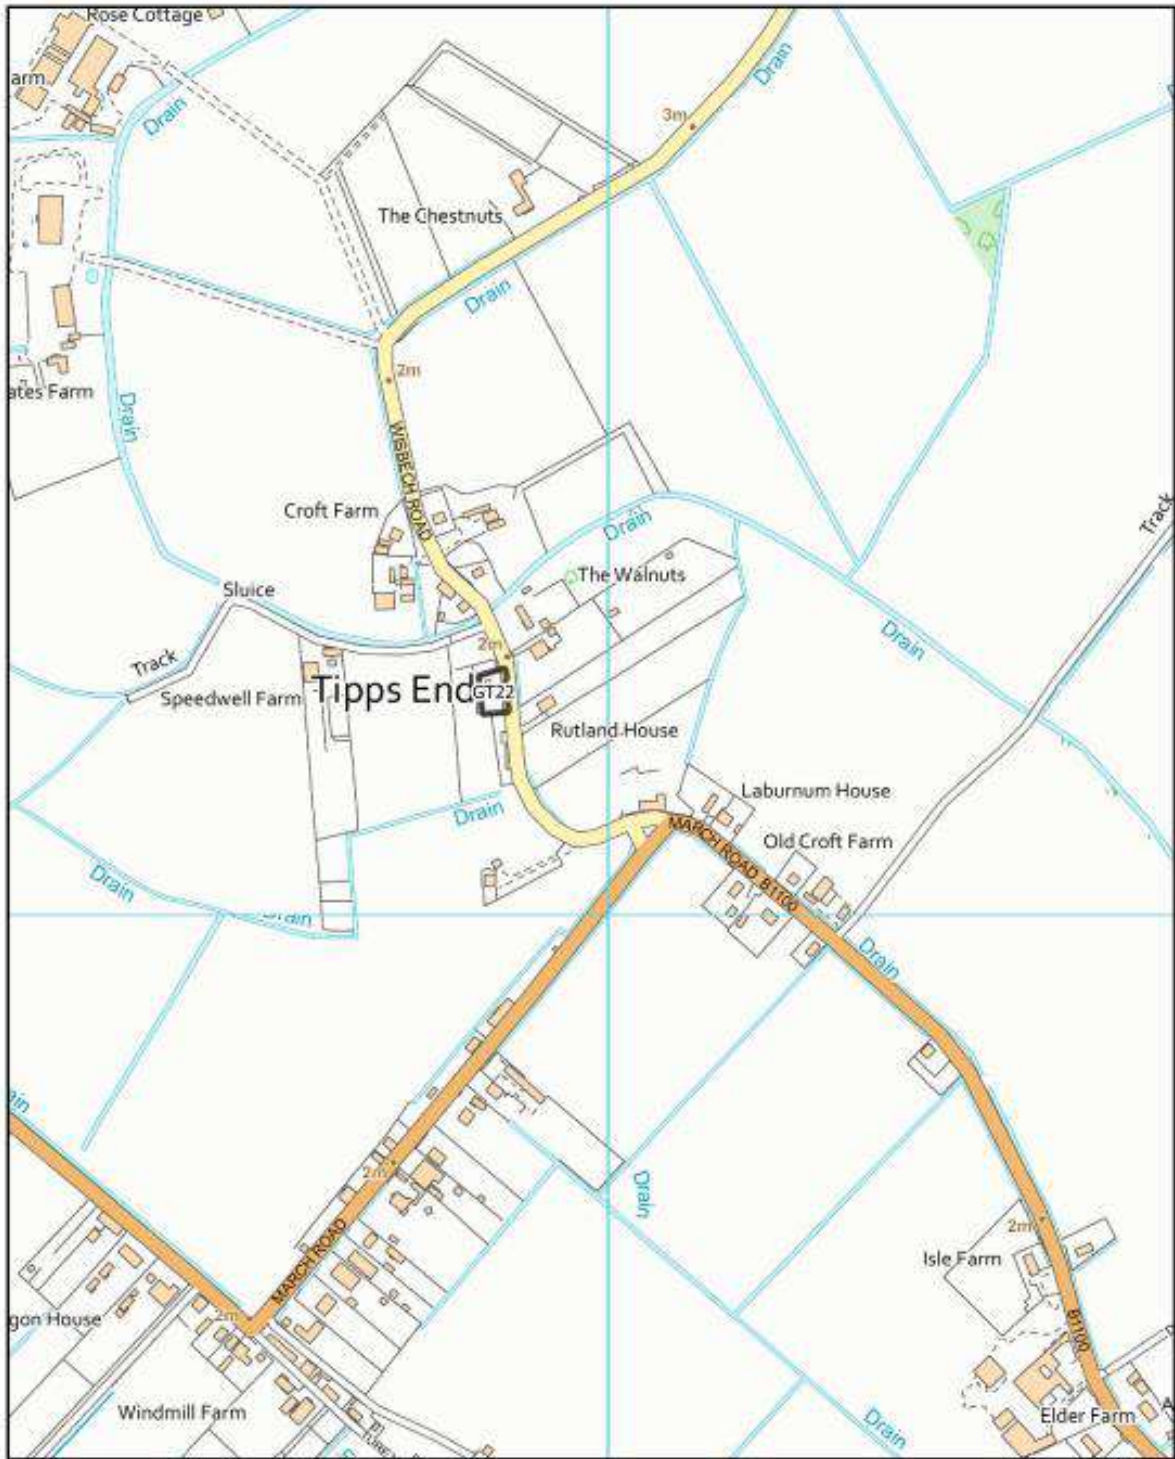 Rose Cottage
arm
Drain
Drain
3m
The Chestnuts
Drain
2m
ates Farm
Drain
WISBECH ROAD
Croft Farm
Drain
Track
The Walnuts
Sluice
Drain
2m
Track
Speedwell Farm
Tipps End
GT22
Rutland House
Laburnum House
Drain
MARCH ROAD B1100
Old Croft Farm
Drain
Drain
Drain
ain
Drain
2m
MARCH ROAD
2m
Isle Farm
gon House
2m
B1100
Windmill Farm
Elder Farm
A
Drain